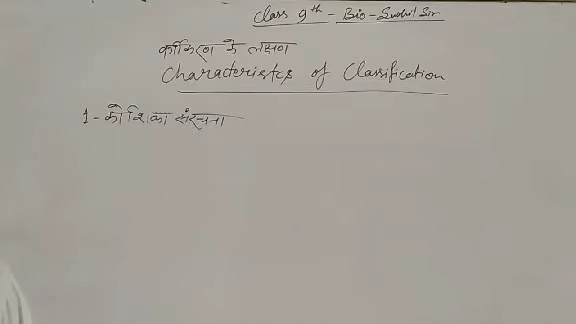 Class 9th - Bio - Sushil Sir
वर्गीकरण के लक्षण
Characteristics of Classification
1 - कोशिका संरचना